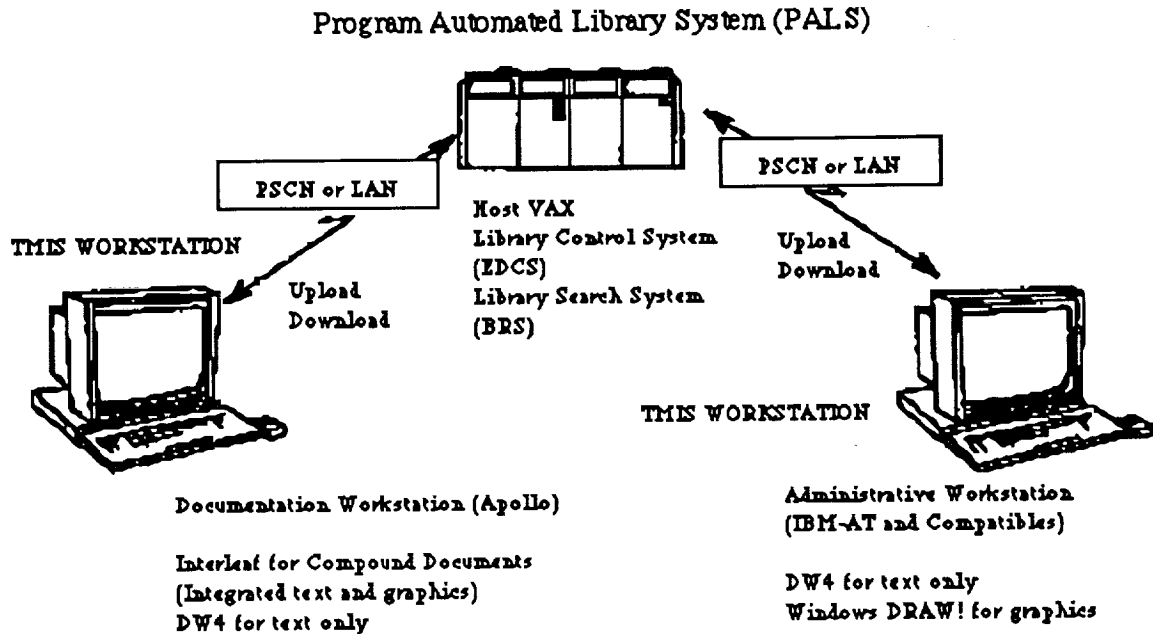 Program Automated Library System (PALS)
PSCN or LAN
PSCN or LAN
Host VAX
Library Control System
(EDCS)
Library Search System
(BRS)
TMIS WORKSTATION
Upload
Download
Upload
Download
TMIS WORKSTATION
Documentation Workstation (Apollo)
Interleaf for Compound Documents
(Integrated text and graphics)
DW4 for text only
Administrative Workstation
(IBM-AT and Compatibles)
DW4 for text only
Windows DRAW! for graphics